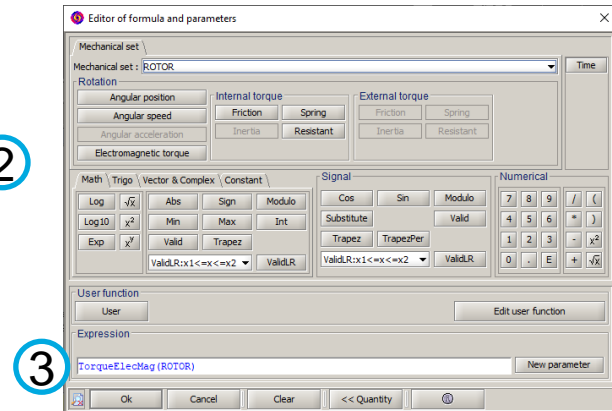 Editor of formula and parameters
Mechanical set
Mechanical set : ROTOR
Time
Rotation
Angular position
Angular speed
Angular acceleration
Electromagnetic torque
Internal torque
Friction Spring
Inertia Resistant
External torque
Friction Spring
Inertia Resistant
2
Math Trigo Vector & Complex Constant
Log √x Abs Sign Modulo
Log10 x² Min Max Int
Exp xʸ Valid Trapez
ValidLR:x1<=x<=x2 ValidLR
Signal
Cos Sin Modulo
Substitute Valid
Trapez TrapezPer
ValidLR:x1<=x<=x2 ValidLR
Numerical
7 8 9 / (
4 5 6 * )
1 2 3 - x²
0 . E + √x
User function
User Edit user function
Expression
3
TorqueElecMag(ROTOR) New parameter
Ok Cancel Clear << Quantity